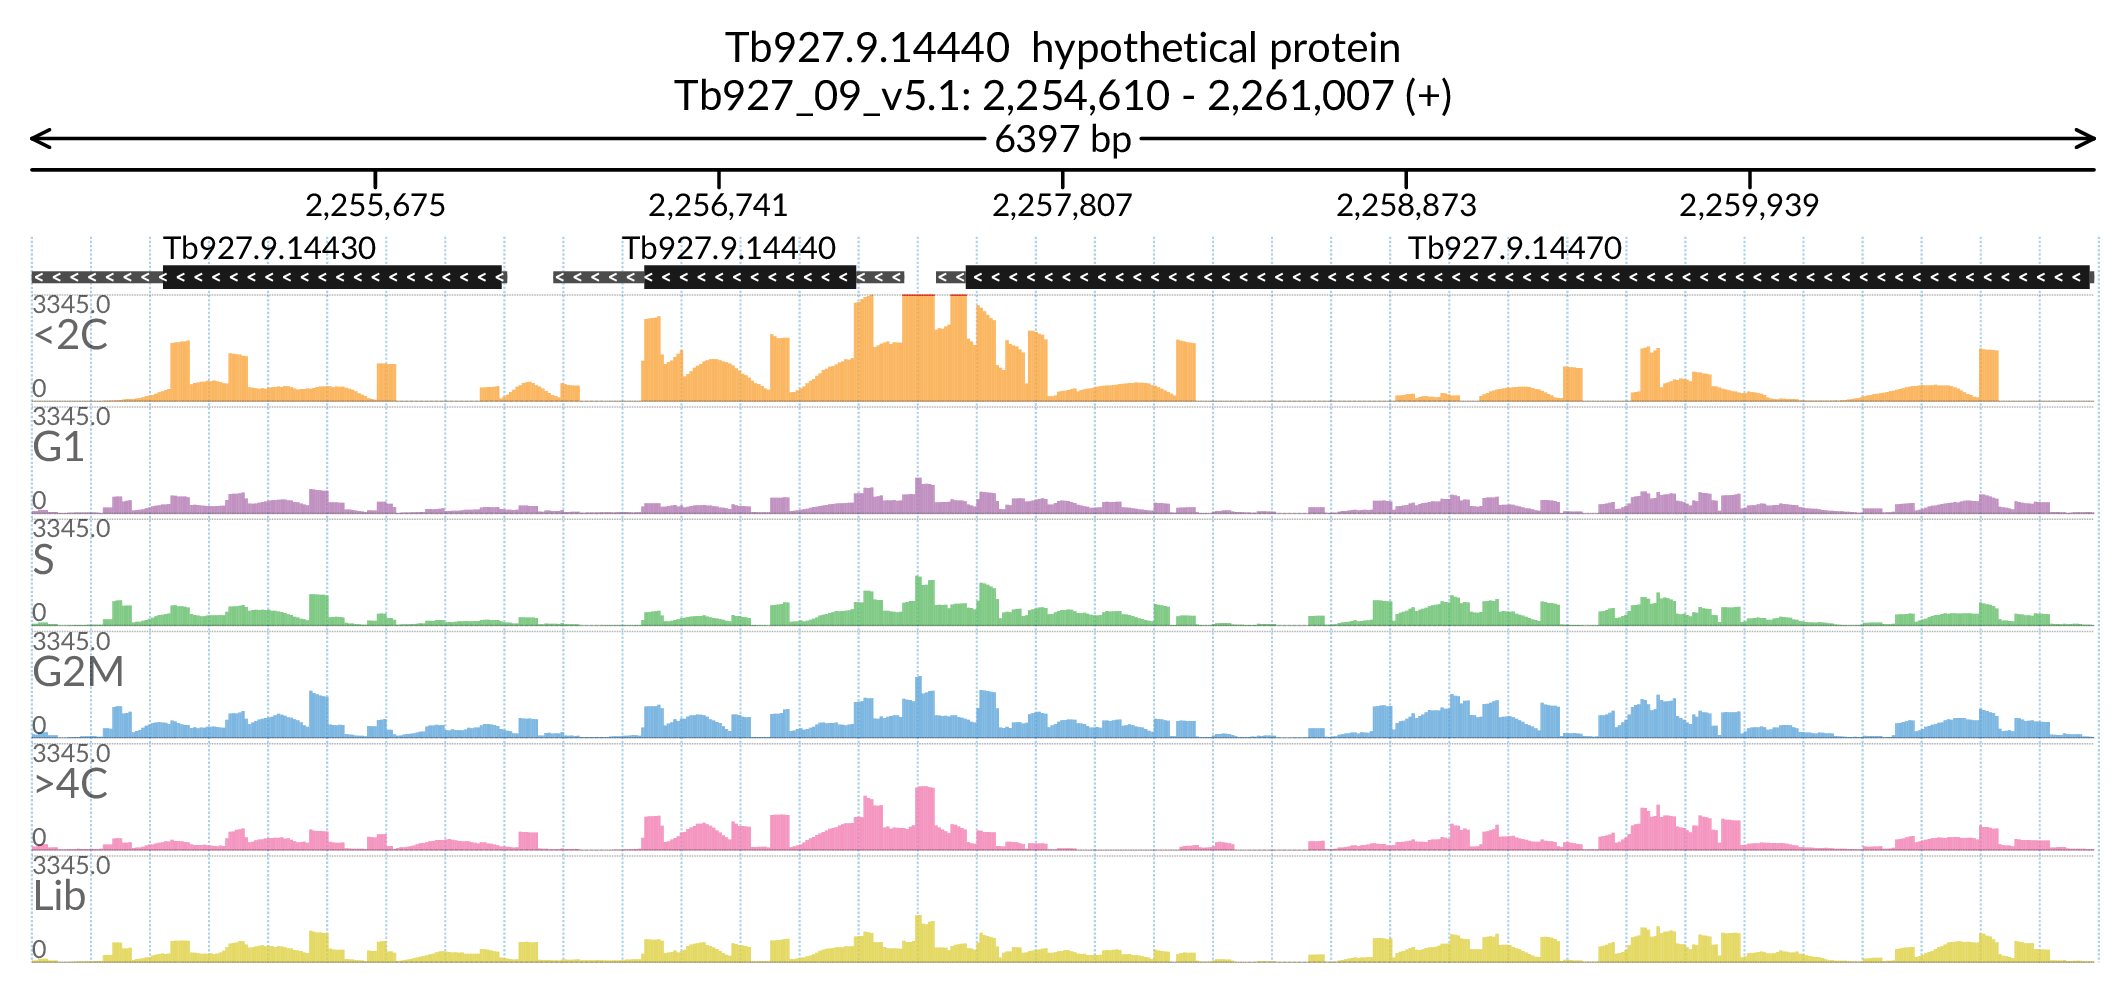 Tb927.9.14440 hypothetical protein
Tb927_09_v5.1: 2,254,610 - 2,261,007 (+)
6397 bp
2,255,675 2,256,741 2,257,807 2,258,873 2,259,939
Tb927.9.14430 Tb927.9.14440 Tb927.9.14470
3345.0
<2C
0
3345.0
G1
0
3345.0
S
0
3345.0
G2M
0
3345.0
>4C
0
3345.0
Lib
0